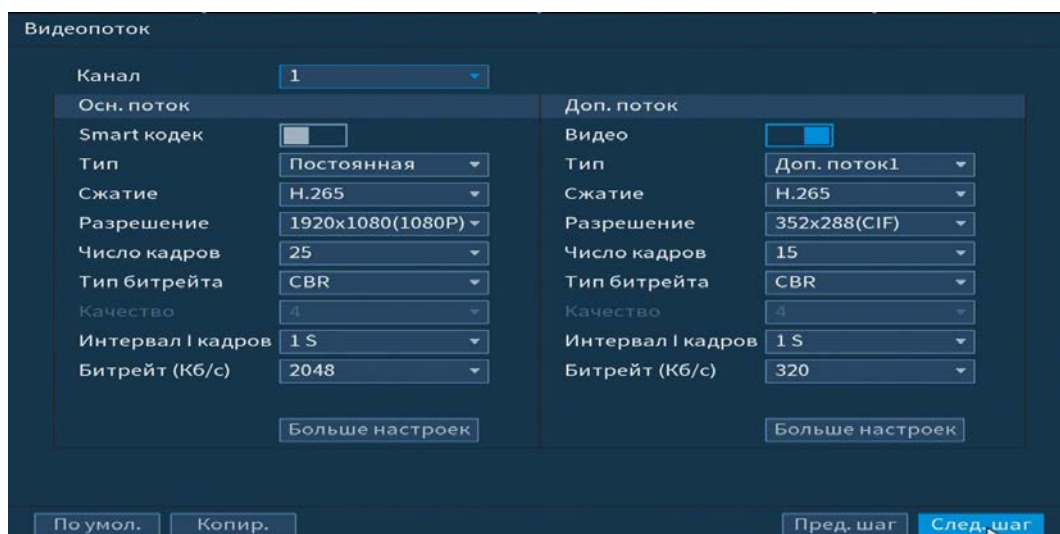 Видеопоток
Канал 1
Осн. поток Доп. поток
Smart кодек Видео
Тип Постоянная Тип Доп. поток1
Сжатие H.265 Сжатие H.265
Разрешение 1920x1080(1080P) Разрешение 352x288(CIF)
Число кадров 25 Число кадров 15
Тип битрейта CBR Тип битрейта CBR
Качество 4 Качество 4
Интервал I кадров 1 S Интервал I кадров 1 S
Битрейт (Кб/с) 2048 Битрейт (Кб/с) 320
Больше настроек Больше настроек
По умол. Копир. Пред. шаг След. шаг